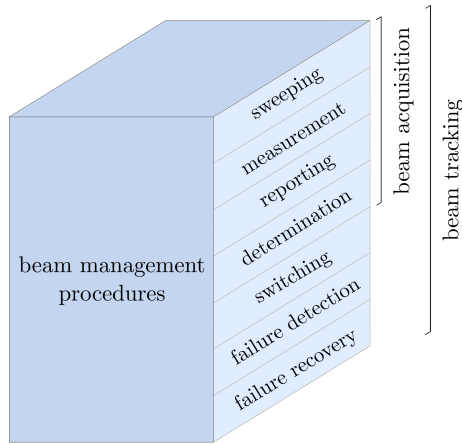 beam management
procedures
sweeping
measurement
reporting
determination
switching
failure detection
failure recovery
beam acquisition
beam tracking